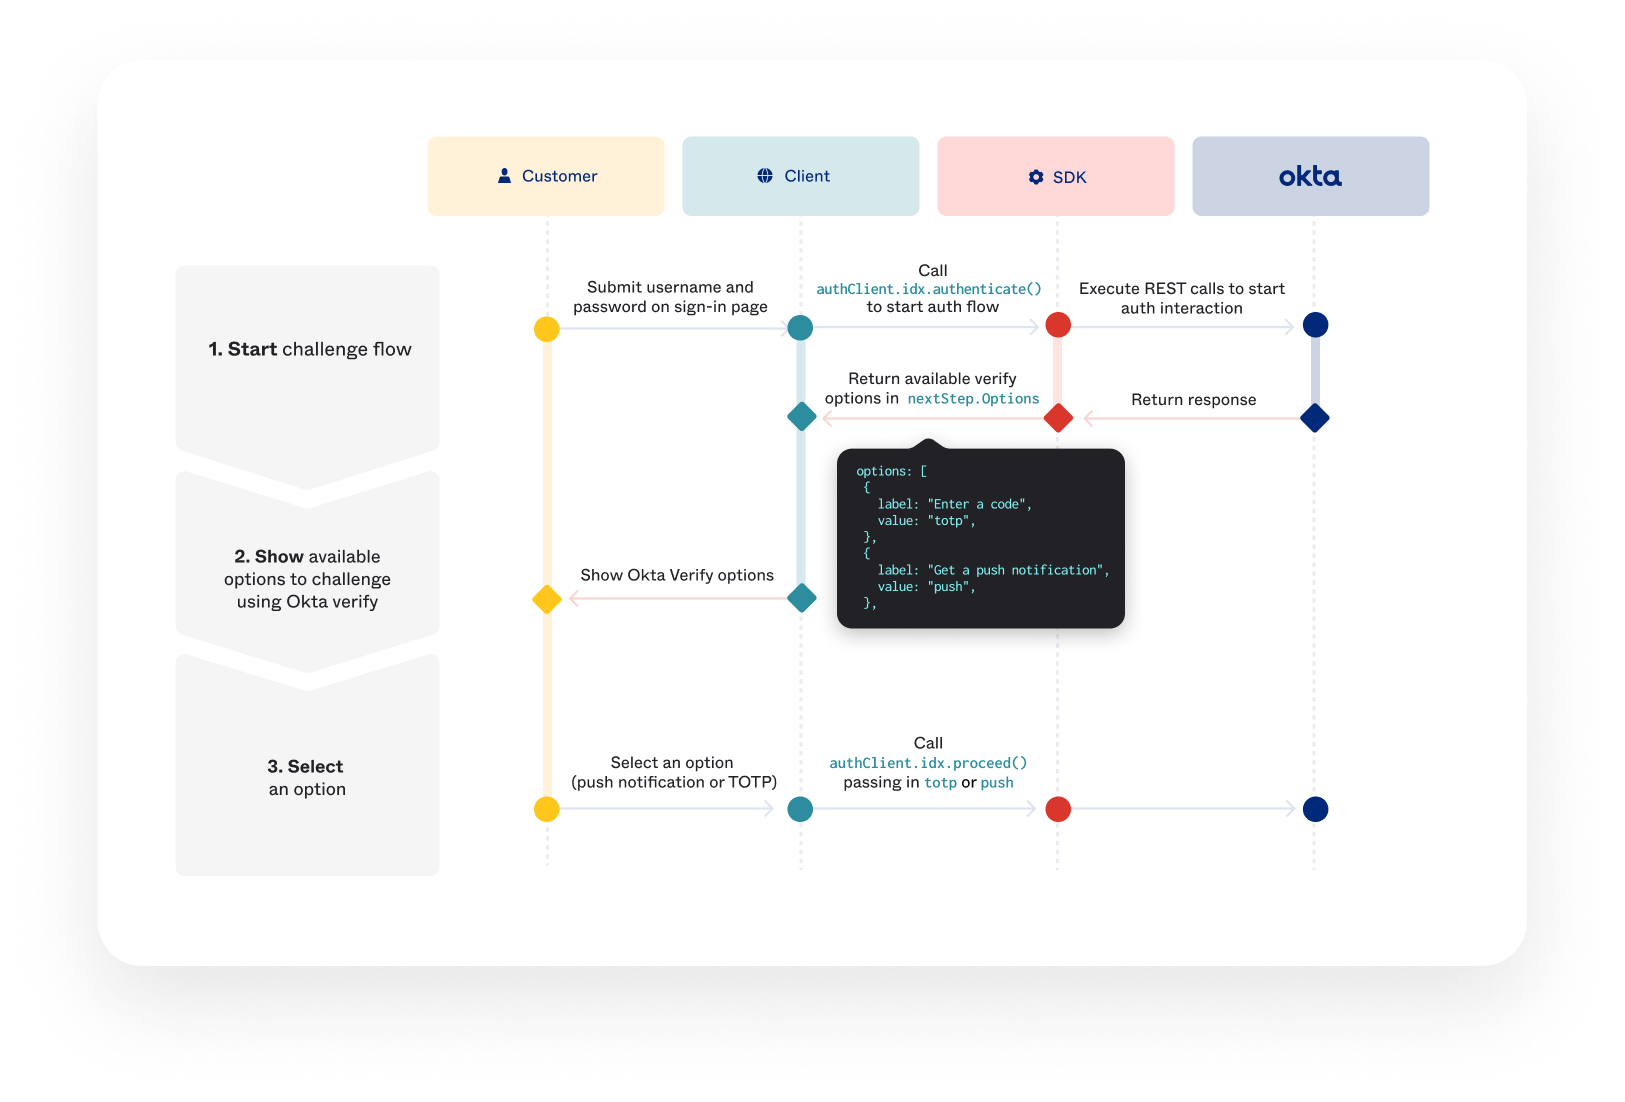 Customer
Client
SDK
okta
1. Start challenge flow
Submit username and
password on sign-in page
Call
authClient.idx.authenticate()
to start auth flow
Execute REST calls to start
auth interaction
Return available verify
options in nextStep.Options
Return response
options: [
{
label: "Enter a code",
value: "totp",
},
{
label: "Get a push notification",
value: "push",
},
2. Show available
options to challenge
using Okta verify
Show Okta Verify options
3. Select
an option
Select an option
(push notification or TOTP)
Call
authClient.idx.proceed()
passing in totp or push